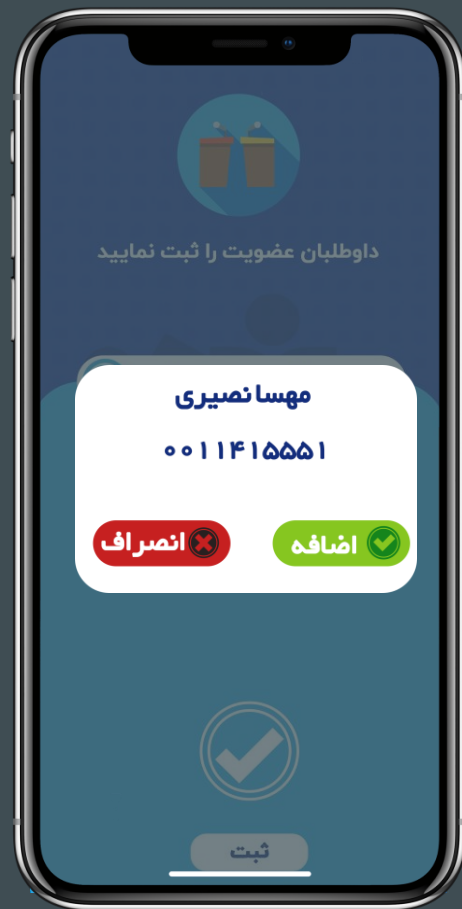 داوطلبان عضویت را ثبت نمایید
مهسا نصیری
۰۰۱۱۴۱۵۵۵۱
اضافه
انصراف
ثبت